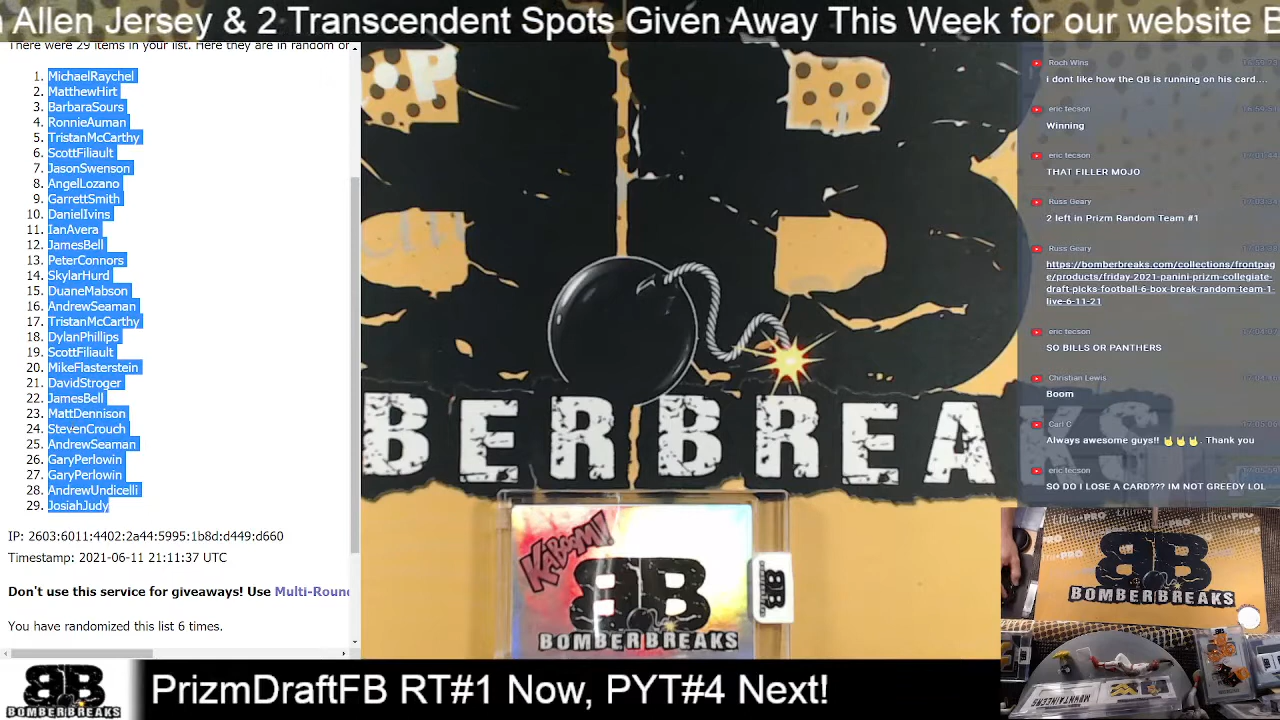 Allen Jersey & 2 Transcendent Spots Given Away This Week for our website
There were 29 items in your list. Here they are in random
1. MichaelRaychel
2. MatthewHirt
3. BarbaraSours
4. RonnieAuman
5. TristanMcCarthy
6. ScottFiliault
7. JasonSwenson
8. AngelLozano
9. GarrettSmith
10. DanielIvins
11. IanAvera
12. JamesBell
13. PeterConnors
14. SkylarHurd
15. DuaneMabson
16. AndrewSeaman
17. TristanMcCarthy
18. DylanPhillips
19. ScottFiliault
20. MikeFlasterstein
21. DavidStroger
22. JamesBell
23. MattDennison
24. StevenCrouch
25. AndrewSeaman
26. GaryPerlowin
27. GaryPerlowin
28. AndrewUndicelli
29. JosiahJudy
IP: 2603:6011:4402:2a44:5995:1b8d:d449:d660
Timestamp: 2021-06-11 21:11:37 UTC
Don't use this service for giveaways! Use Multi-Round
You have randomized this list 6 times.
BER BREA
KABOOM!
BB
BOMBERBREAKS
Roch Wins
i dont like how the QB is running on his card....
eric tecson
Winning
eric tecson
THAT FILLER MOJO
Russ Geary
2 left in Prizm Random Team #1
Russ Geary
https://bomberbreaks.com/collections/frontpag
e/products/friday-2021-panini-prizm-collegiate-
draft-picks-football-6-box-break-random-team-1-
live-6-11-21
eric tecson
SO BILLS OR PANTHERS
Christian Lewis
Boom
Carl C
Always awesome guys!! 🤘🤘🤘. Thank you
eric tecson
SO DO I LOSE A CARD??? IM NOT GREEDY LOL
BB
BOMBERBREAKS
MOUNTAINEERS
BB
BOMBERBREAKS
PrizmDraftFB RT#1 Now, PYT#4 Next!